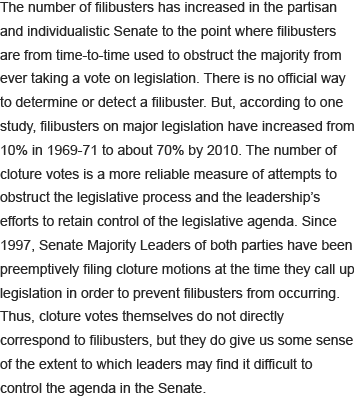 The number of filibusters has increased in the partisan
and individualistic Senate to the point where filibusters
are from time-to-time used to obstruct the majority from
ever taking a vote on legislation. There is no official way
to determine or detect a filibuster. But, according to one
study, filibusters on major legislation have increased from
10% in 1969-71 to about 70% by 2010. The number of
cloture votes is a more reliable measure of attempts to
obstruct the legislative process and the leadership's
efforts to retain control of the legislative agenda. Since
1997, Senate Majority Leaders of both parties have been
preemptively filing cloture motions at the time they call up
legislation in order to prevent filibusters from occurring.
Thus, cloture votes themselves do not directly
correspond to filibusters, but they do give us some sense
of the extent to which leaders may find it difficult to
control the agenda in the Senate.